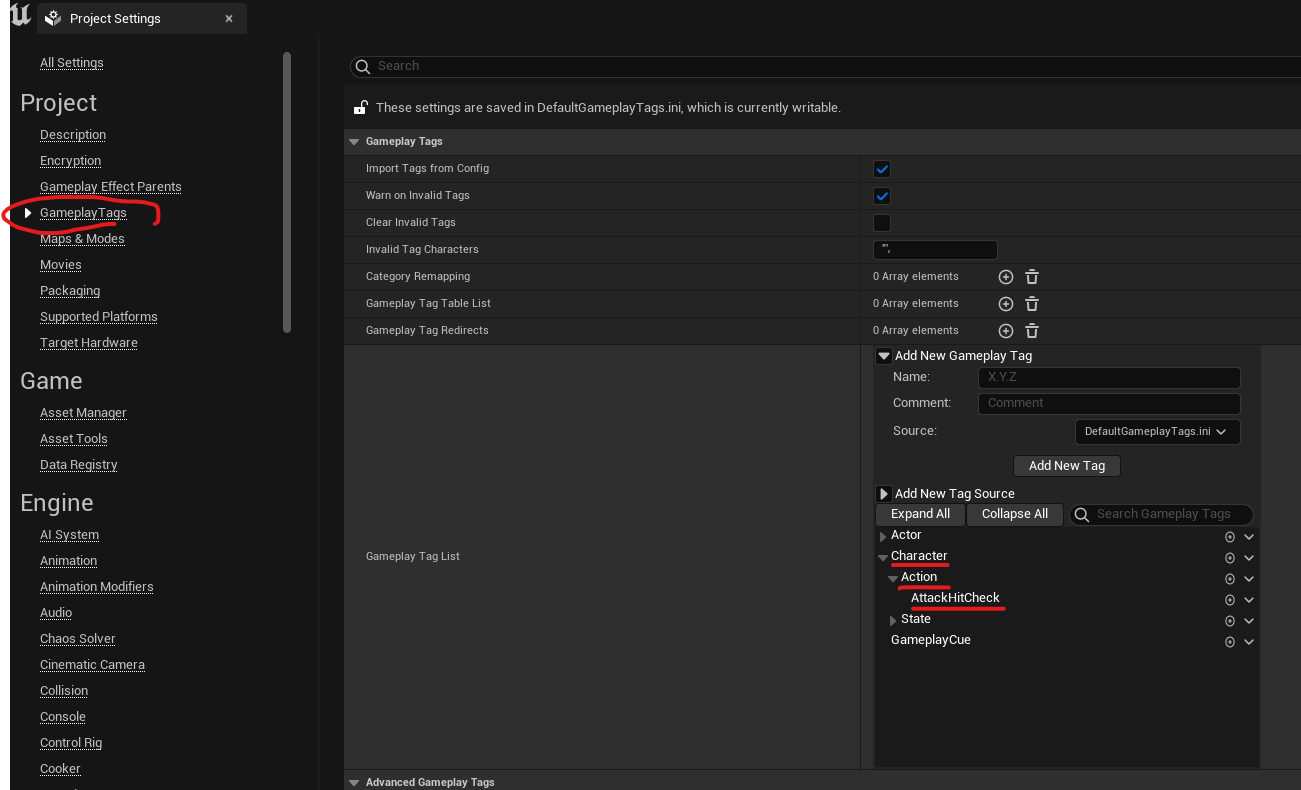 Project Settings
All Settings
Project
Description
Encryption
Gameplay Effect Parents
GameplayTags
Maps & Modes
Movies
Packaging
Supported Platforms
Target Hardware
Game
Asset Manager
Asset Tools
Data Registry
Engine
AI System
Animation
Animation Modifiers
Audio
Chaos Solver
Cinematic Camera
Collision
Console
Control Rig
Cooker
Search
These settings are saved in DefaultGameplayTags.ini, which is currently writable.
Gameplay Tags
Import Tags from Config
Warn on Invalid Tags
Clear Invalid Tags
Invalid Tag Characters
"',
Category Remapping
0 Array elements
Gameplay Tag Table List
0 Array elements
Gameplay Tag Redirects
0 Array elements
Gameplay Tag List
Add New Gameplay Tag
Name:
X.Y.Z
Comment:
Comment
Source:
DefaultGameplayTags.ini
Add New Tag
Add New Tag Source
Expand All
Collapse All
Search Gameplay Tags
Actor
Character
Action
AttackHitCheck
State
GameplayCue
Advanced Gameplay Tags